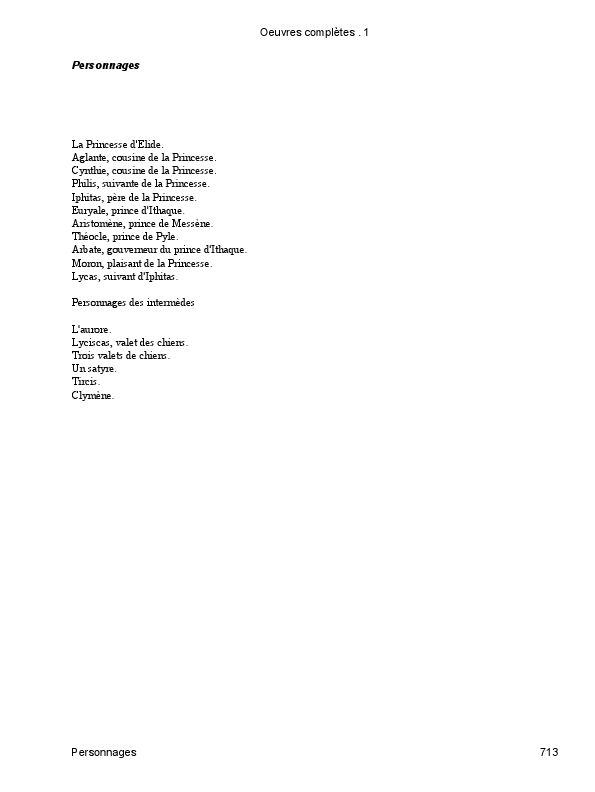 Oeuvres complètes . 1
Personnages
La Princesse d'Elide.
Aglante, cousine de la Princesse.
Cynthie, cousine de la Princesse.
Philis, suivante de la Princesse.
Iphitas, père de la Princesse.
Euryale, prince d'Ithaque.
Aristomène, prince de Messène.
Théocle, prince de Pyle.
Arbate, gouverneur du prince d'Ithaque.
Moron, plaisant de la Princesse.
Lycas, suivant d'Iphitas.
Personnages des intermèdes
L'aurore.
Lyciscas, valet des chiens.
Trois valets de chiens.
Un satyre.
Tircis.
Clymène.
Personnages 713